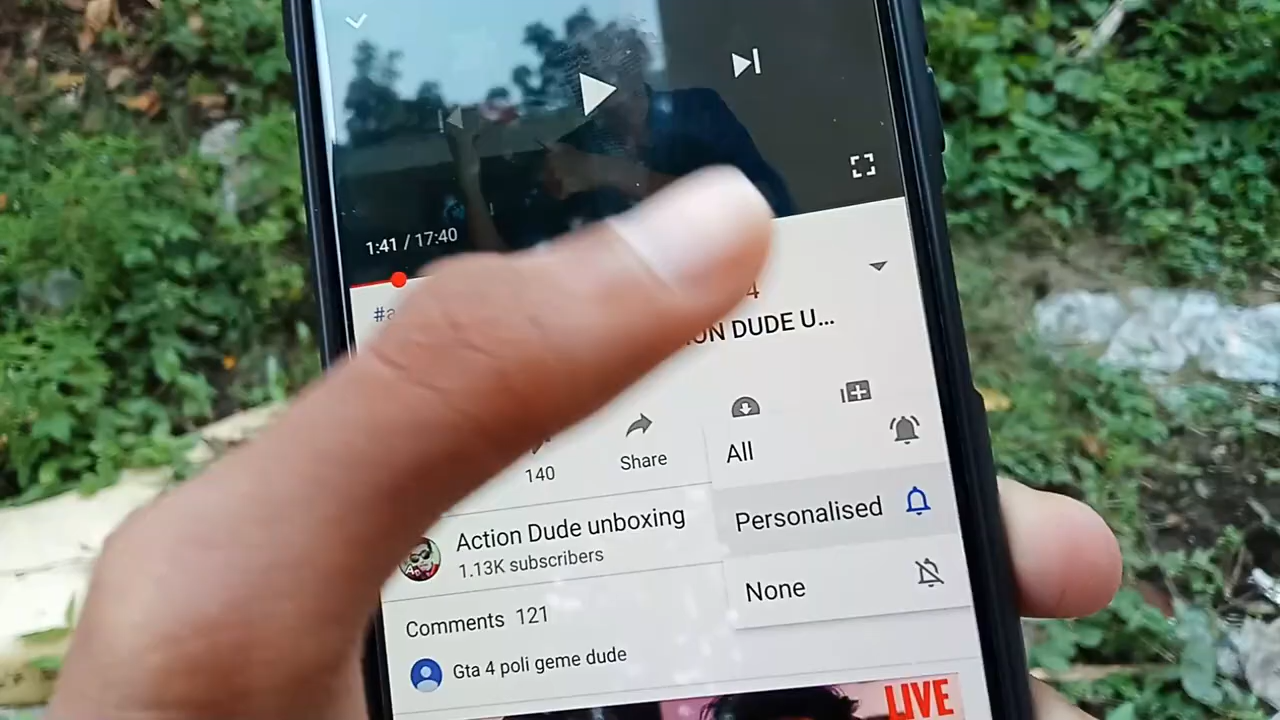 1:41 / 17:40
4
DUDE U...
140
Share
All
Personalised
None
Action Dude unboxing
1.13K subscribers
Comments 121
Gta 4 poli geme dude
LIVE